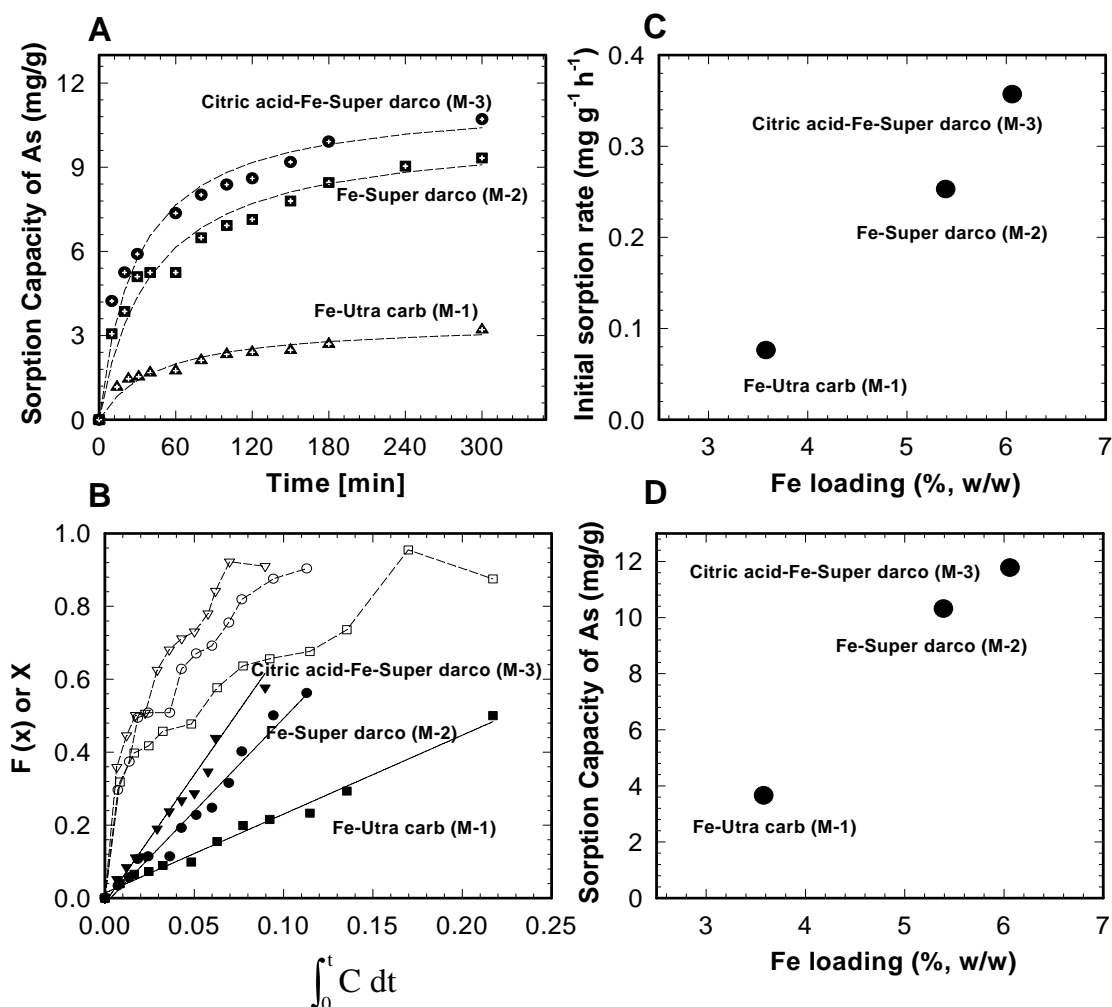 A
Sorption Capacity of As (mg/g)
12
9
6
3
0
Citric acid-Fe-Super darco (M-3)
Fe-Super darco (M-2)
Fe-Utra carb (M-1)
0 60 120 180 240 300
Time [min]
C
Initial sorption rate (mg g⁻¹ h⁻¹)
0.4
0.3
0.2
0.1
0.0
Citric acid-Fe-Super darco (M-3)
Fe-Super darco (M-2)
Fe-Utra carb (M-1)
3 4 5 6 7
Fe loading (%, w/w)
B
F (x) or X
1.0
0.8
0.6
0.4
0.2
0.0
Citric acid-Fe-Super darco (M-3)
Fe-Super darco (M-2)
Fe-Utra carb (M-1)
0.00 0.05 0.10 0.15 0.20 0.25
∫₀ᵗ C dt
D
Sorption Capacity of As (mg/g)
12
10
8
6
4
2
0
Citric acid-Fe-Super darco (M-3)
Fe-Super darco (M-2)
Fe-Utra carb (M-1)
3 4 5 6 7
Fe loading (%, w/w)